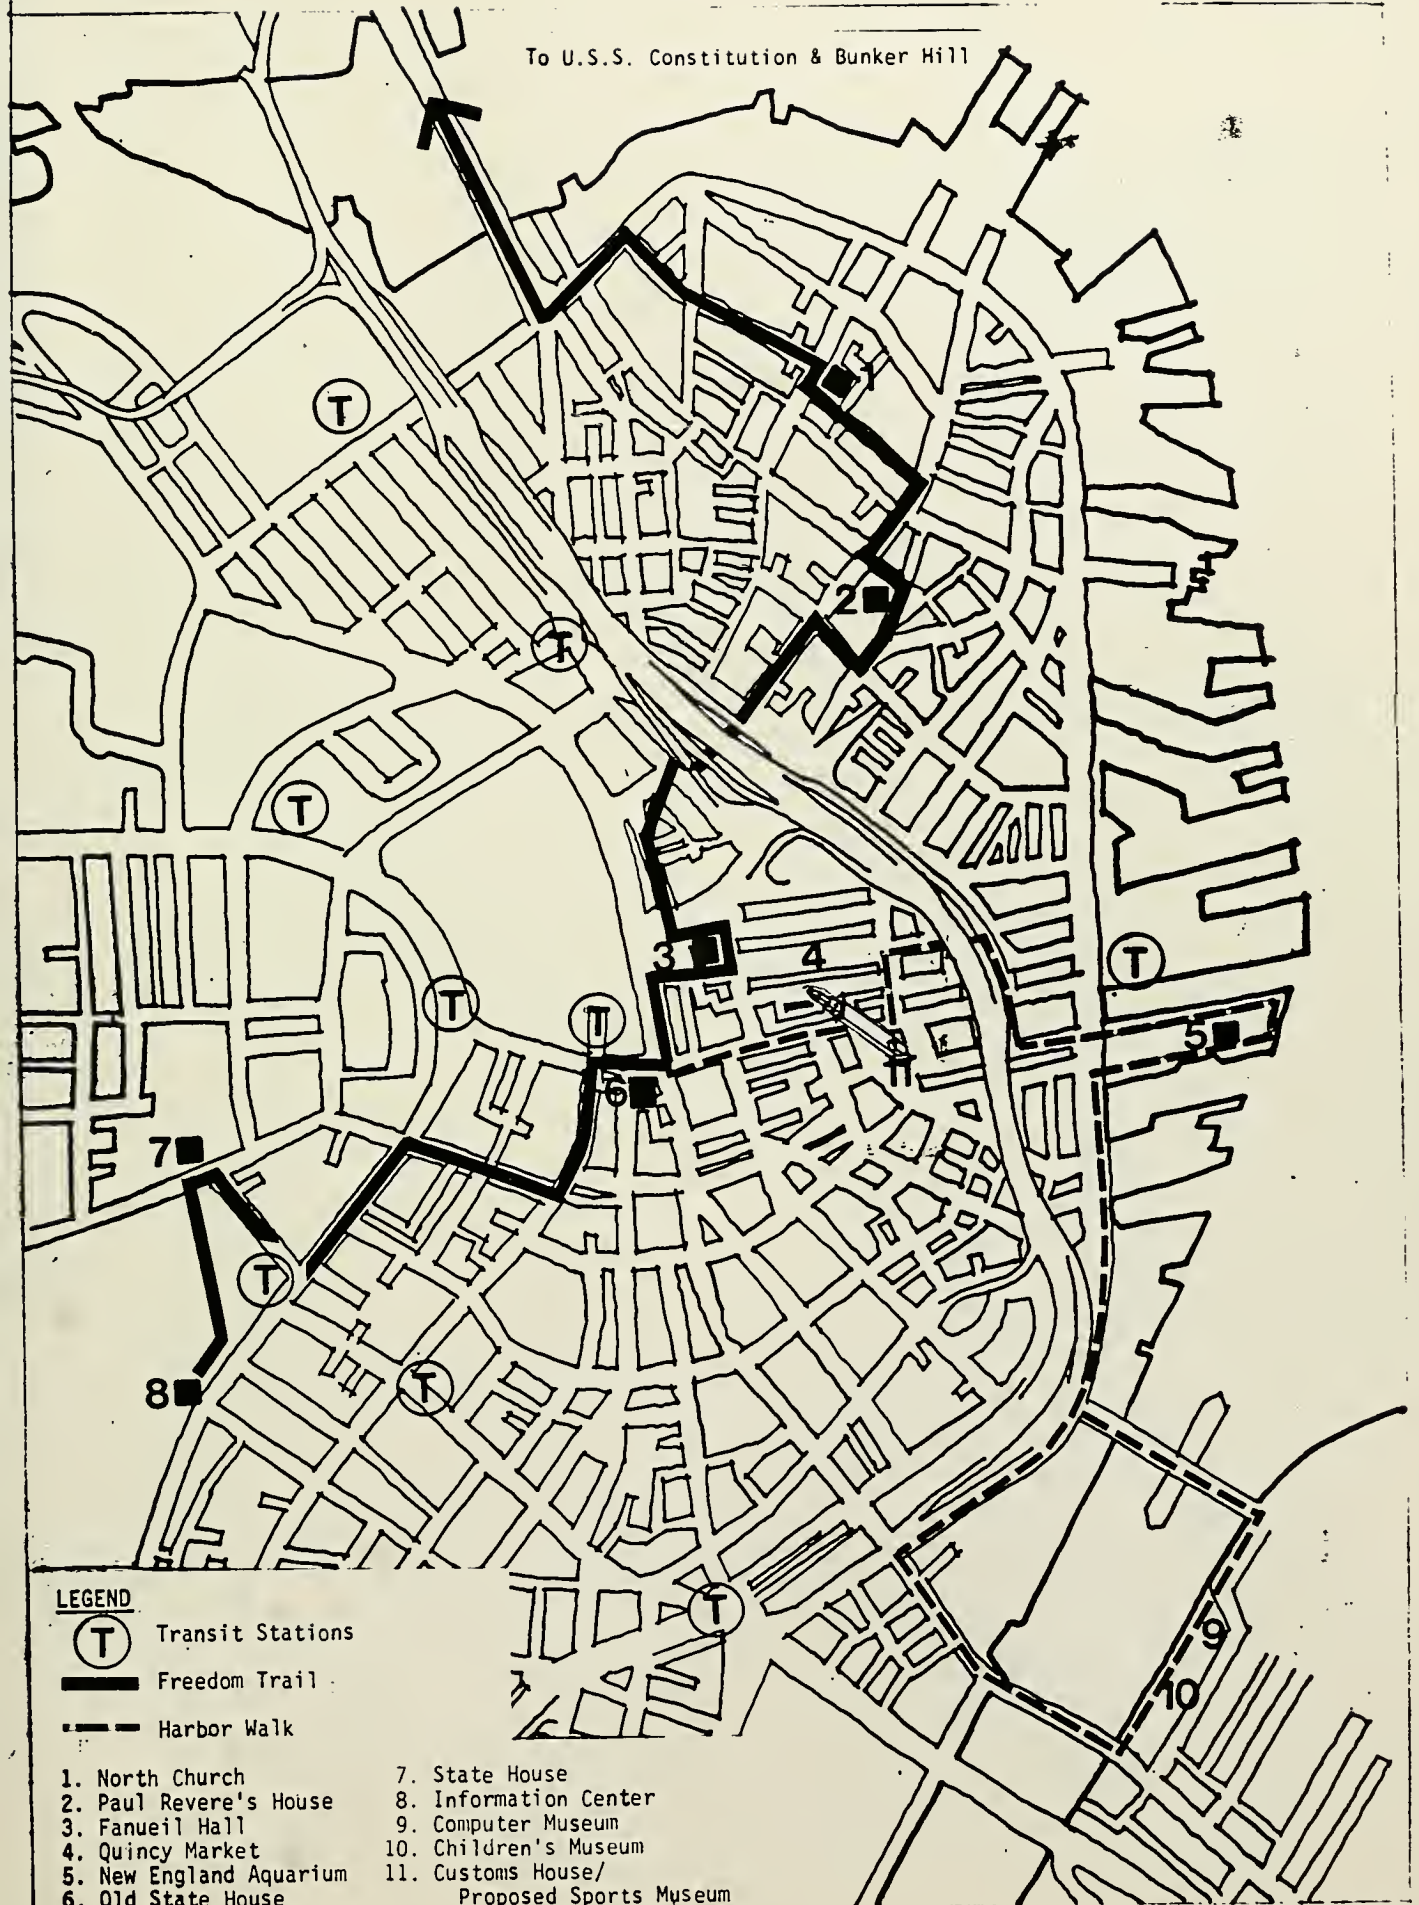 To U.S.S. Constitution & Bunker Hill
T
1
T
2
T
T
3
4
T
T
T
5
11
6
7
T
8
T
9
T
10
LEGEND
T Transit Stations
Freedom Trail
Harbor Walk
1. North Church
2. Paul Revere's House
3. Fanueil Hall
4. Quincy Market
5. New England Aquarium
6. Old State House
7. State House
8. Information Center
9. Computer Museum
10. Children's Museum
11. Customs House/
Proposed Sports Museum